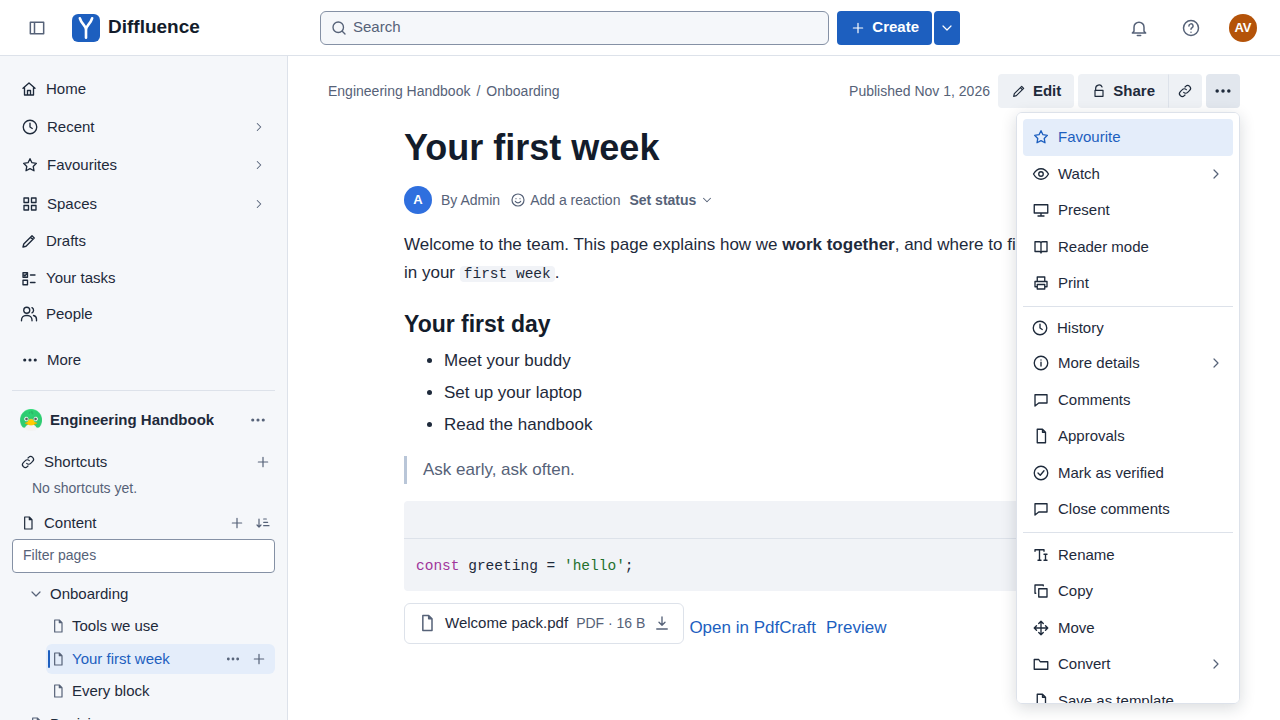 Diffluence
Search
Create
AV
Home
Recent
Favourites
Spaces
Drafts
Your tasks
People
More
Engineering Handbook
Shortcuts
No shortcuts yet.
Content
Filter pages
Onboarding
Tools we use
Your first week
Every block
Engineering Handbook / Onboarding
Published Nov 1, 2026
Edit
Share
Your first week
A
By Admin
Add a reaction
Set status
Welcome to the team. This page explains how we work together, and where to fi
in your first week.
Your first day
Meet your buddy
Set up your laptop
Read the handbook
Ask early, ask often.
const greeting = 'hello';
Welcome pack.pdf PDF · 16 B
Open in PdfCraft Preview
Favourite
Watch
Present
Reader mode
Print
History
More details
Comments
Approvals
Mark as verified
Close comments
Rename
Copy
Move
Convert
Save as template